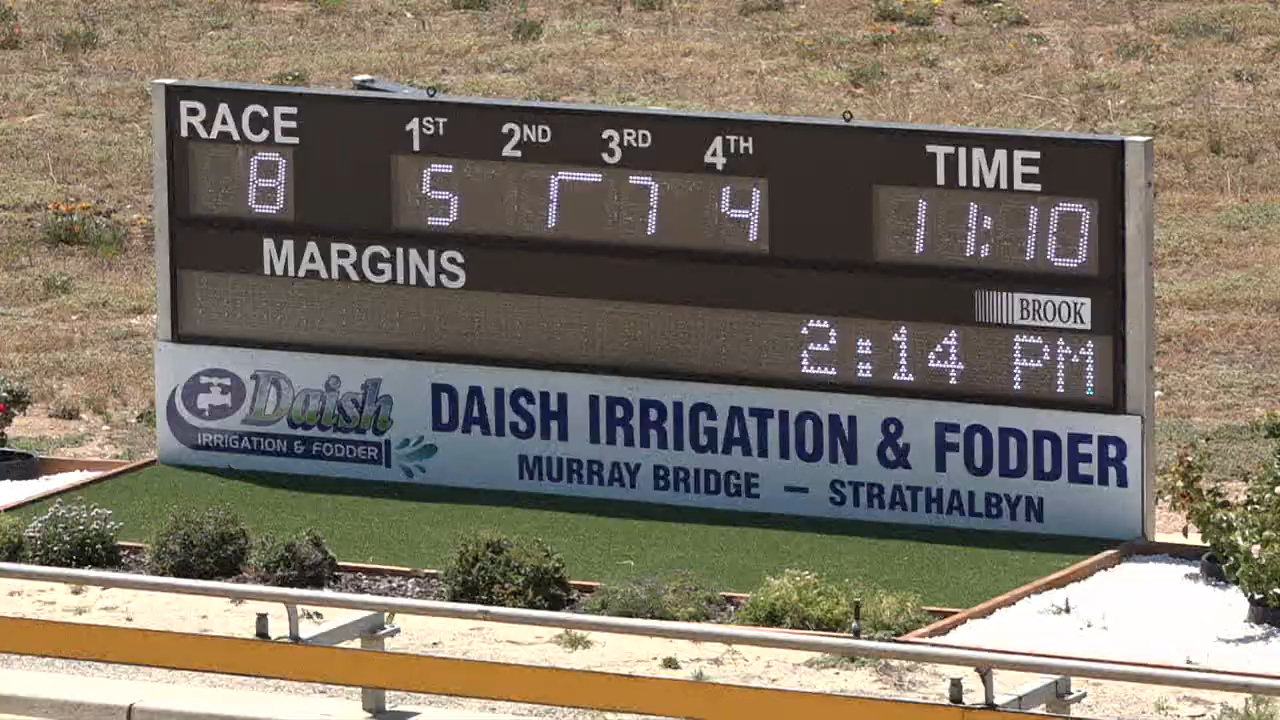 RACE 1ST 2ND 3RD 4TH TIME
8 5 7 4 11:10
MARGINS
BROOK
2:14 PM
Daish
IRRIGATION & FODDER
DAISH IRRIGATION & FODDER
MURRAY BRIDGE – STRATHALBYN